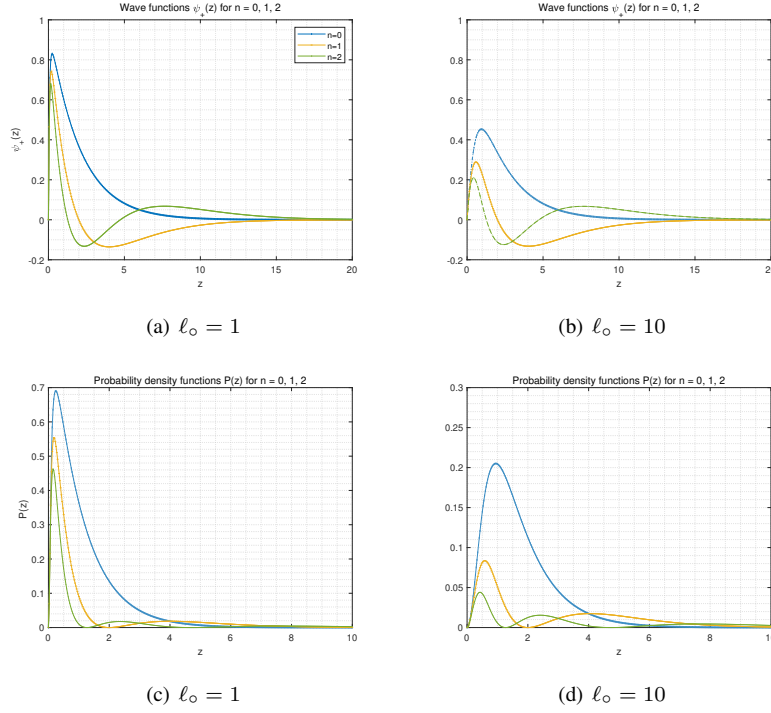 Wave functions ψ₊(z) for n = 0, 1, 2
1
0.8
0.6
0.4
0.2
0
-0.2
ψ₊(z)
n=0
n=1
n=2
0 5 10 15 20
z
(a) ℓ∘ = 1
Wave functions ψ₊(z) for n = 0, 1, 2
1
0.8
0.6
0.4
0.2
0
-0.2
0 5 10 15 2
z
(b) ℓ∘ = 10
Probability density functions P(z) for n = 0, 1, 2
0.7
0.6
0.5
0.4
0.3
0.2
0.1
0
P(z)
0 2 4 6 8 10
z
(c) ℓ∘ = 1
Probability density functions P(z) for n = 0, 1, 2
0.3
0.25
0.2
0.15
0.1
0.05
0
0 2 4 6 8
z
(d) ℓ∘ = 10